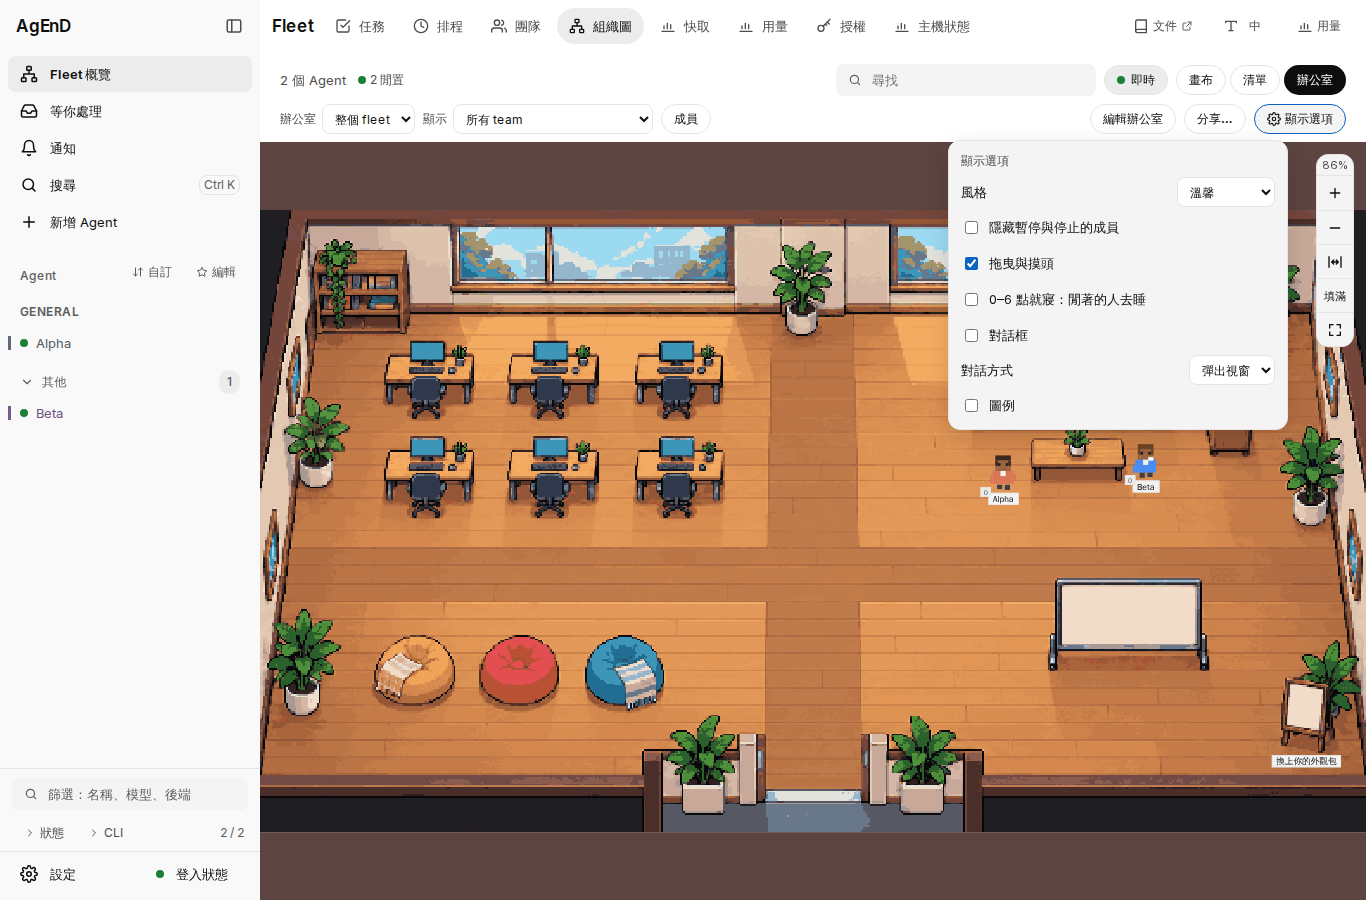 AgEnD
Fleet 概覽
等你處理
通知
搜尋 Ctrl K
新增 Agent
Agent 自訂 編輯
GENERAL
Alpha
其他 1
Beta
篩選：名稱、模型、後端
狀態 CLI 2 / 2
設定 登入狀態
Fleet 任務 排程 團隊 組織圖 快取 用量 授權 主機狀態 文件 中 用量
2 個 Agent 2 閒置 尋找 即時 畫布 清單 辦公室
辦公室 整個 fleet 顯示 所有 team 成員 編輯辦公室 分享... 顯示選項
顯示選項
風格 溫馨
隱藏暫停與停止的成員
拖曳與摸頭
0–6 點就寢：閒著的人去睡
對話框
對話方式 彈出視窗
圖例
86%
填滿
0 Alpha
0 Beta
換上你的外觀包